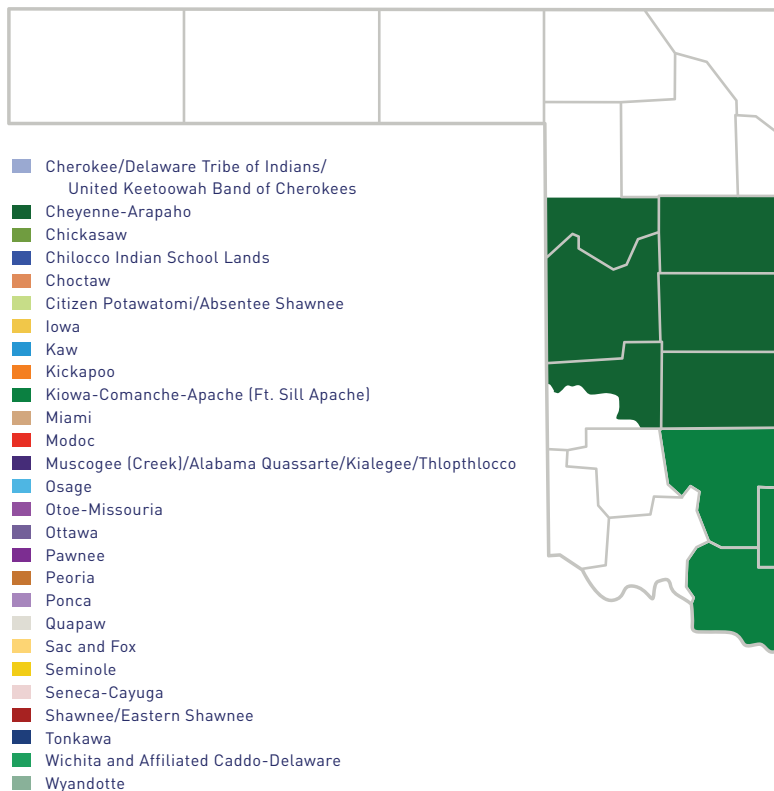 Cherokee/Delaware Tribe of Indians/
United Keetoowah Band of Cherokees
Cheyenne-Arapaho
Chickasaw
Chilocco Indian School Lands
Choctaw
Citizen Potawatomi/Absentee Shawnee
Iowa
Kaw
Kickapoo
Kiowa-Comanche-Apache (Ft. Sill Apache)
Miami
Modoc
Muscogee (Creek)/Alabama Quassarte/Kialegee/Thlopthlocco
Osage
Otoe-Missouria
Ottawa
Pawnee
Peoria
Ponca
Quapaw
Sac and Fox
Seminole
Seneca-Cayuga
Shawnee/Eastern Shawnee
Tonkawa
Wichita and Affiliated Caddo-Delaware
Wyandotte